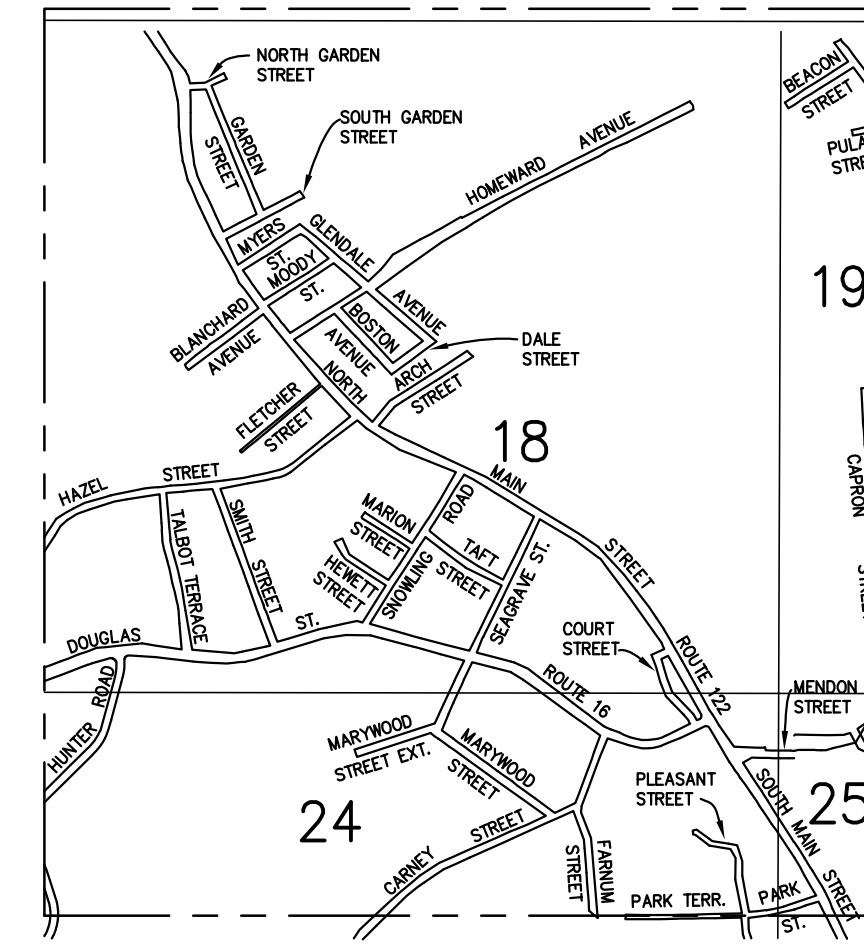 NORTH GARDEN
STREET
BEACON
STREET
SOUTH GARDEN
STREET
GARDEN
STREET
HOMEWARD AVENUE
PULA
STRE
MYERS
ST.
GLENDALE
AVENUE
MOODY
ST.
19
BLANCHARD
AVENUE
BOSTON
AVENUE
DALE
STREET
NORTH
MAIN
STREET
ARCH
STREET
FLETCHER
STREET
18
HAZEL STREET
CAPRON
SNOWLING
ROAD
MARION
STREET
TAFT
STREET
HEWETT
STREET
SEAGRAVE ST.
TALBOT TERRACE
SMITH
STREET
DOUGLAS ST.
COURT
STREET
ROUTE 122
ROUTE 16
HUNTER ROAD
MENDON
STREET
MARYWOOD
STREET EXT.
MARYWOOD
STREET
PLEASANT
STREET
SOUTH MAIN
STREET
24
25
CARNEY STREET
FARNUM
STREET
PARK TERR.
PARK
ST.